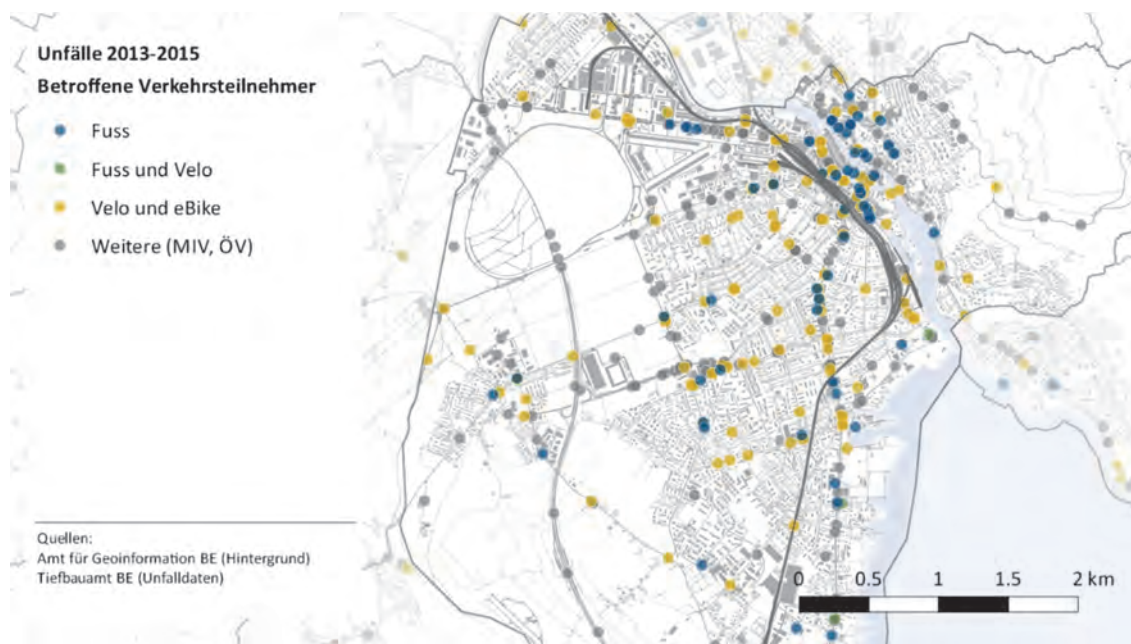 Unfälle 2013-2015
Betroffene Verkehrsteilnehmer
Fuss
Fuss und Velo
Velo und eBike
Weitere (MIV, ÖV)
Quellen:
Amt für Geoinformation BE (Hintergrund)
Tiefbauamt BE (Unfalldaten)
0 0.5 1 1.5 2 km